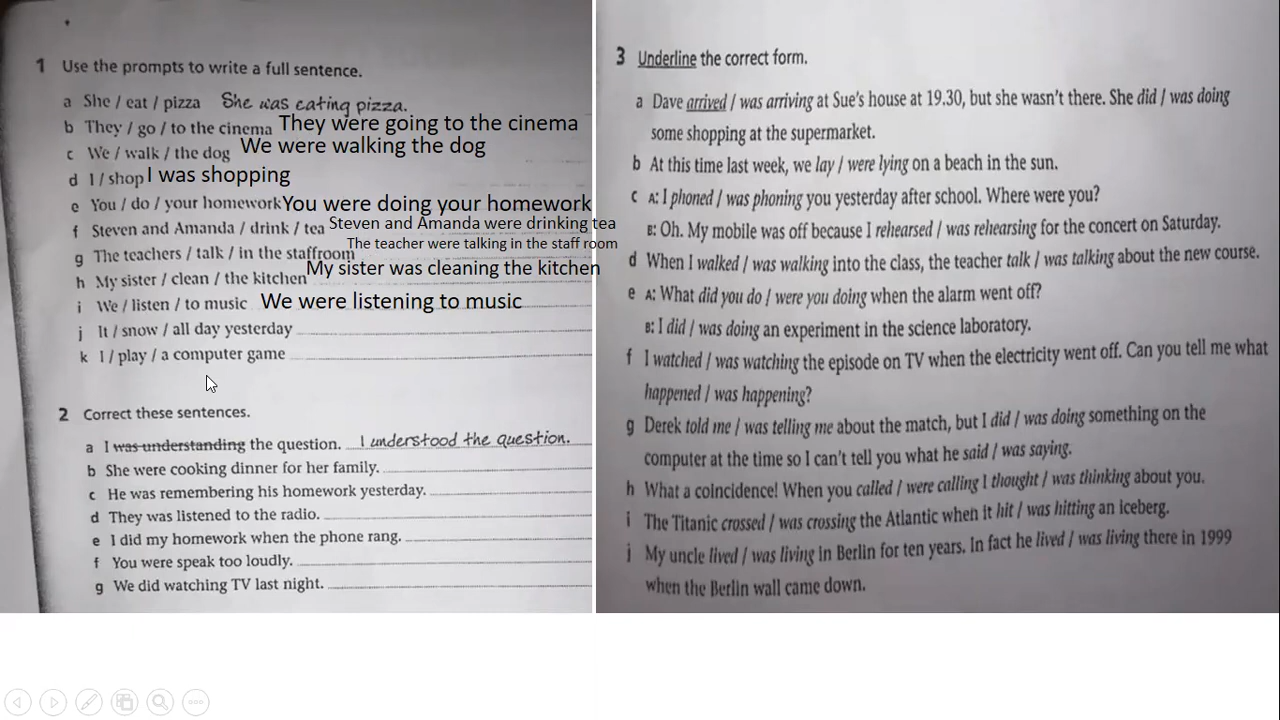 1 Use the prompts to write a full sentence.
a She / eat / pizza She was eating pizza.
b They / go / to the cinema They were going to the cinema
c We / walk / the dog We were walking the dog
d I / shop I was shopping
e You / do / your homework You were doing your homework
f Steven and Amanda / drink / tea Steven and Amanda were drinking tea
g The teachers / talk / in the staffroom The teacher were talking in the staff room
h My sister / clean / the kitchen My sister was cleaning the kitchen
i We / listen / to music We were listening to music
j It / snow / all day yesterday
k I / play / a computer game
2 Correct these sentences.
a I was understanding the question. I understood the question.
b She were cooking dinner for her family.
c He was remembering his homework yesterday.
d They was listened to the radio.
e I did my homework when the phone rang.
f You were speak too loudly.
g We did watching TV last night.
3 Underline the correct form.
a Dave arrived / was arriving at Sue's house at 19.30, but she wasn't there. She did / was doing
some shopping at the supermarket.
b At this time last week, we lay / were lying on a beach in the sun.
c A: I phoned / was phoning you yesterday after school. Where were you?
B: Oh. My mobile was off because I rehearsed / was rehearsing for the concert on Saturday.
d When I walked / was walking into the class, the teacher talk / was talking about the new course.
e A: What did you do / were you doing when the alarm went off?
B: I did / was doing an experiment in the science laboratory.
f I watched / was watching the episode on TV when the electricity went off. Can you tell me what
happened / was happening?
g Derek told me / was telling me about the match, but I did / was doing something on the
computer at the time so I can't tell you what he said / was saying.
h What a coincidence! When you called / were calling I thought / was thinking about you.
i The Titanic crossed / was crossing the Atlantic when it hit / was hitting an iceberg.
j My uncle lived / was living in Berlin for ten years. In fact he lived / was living there in 1999
when the Berlin wall came down.